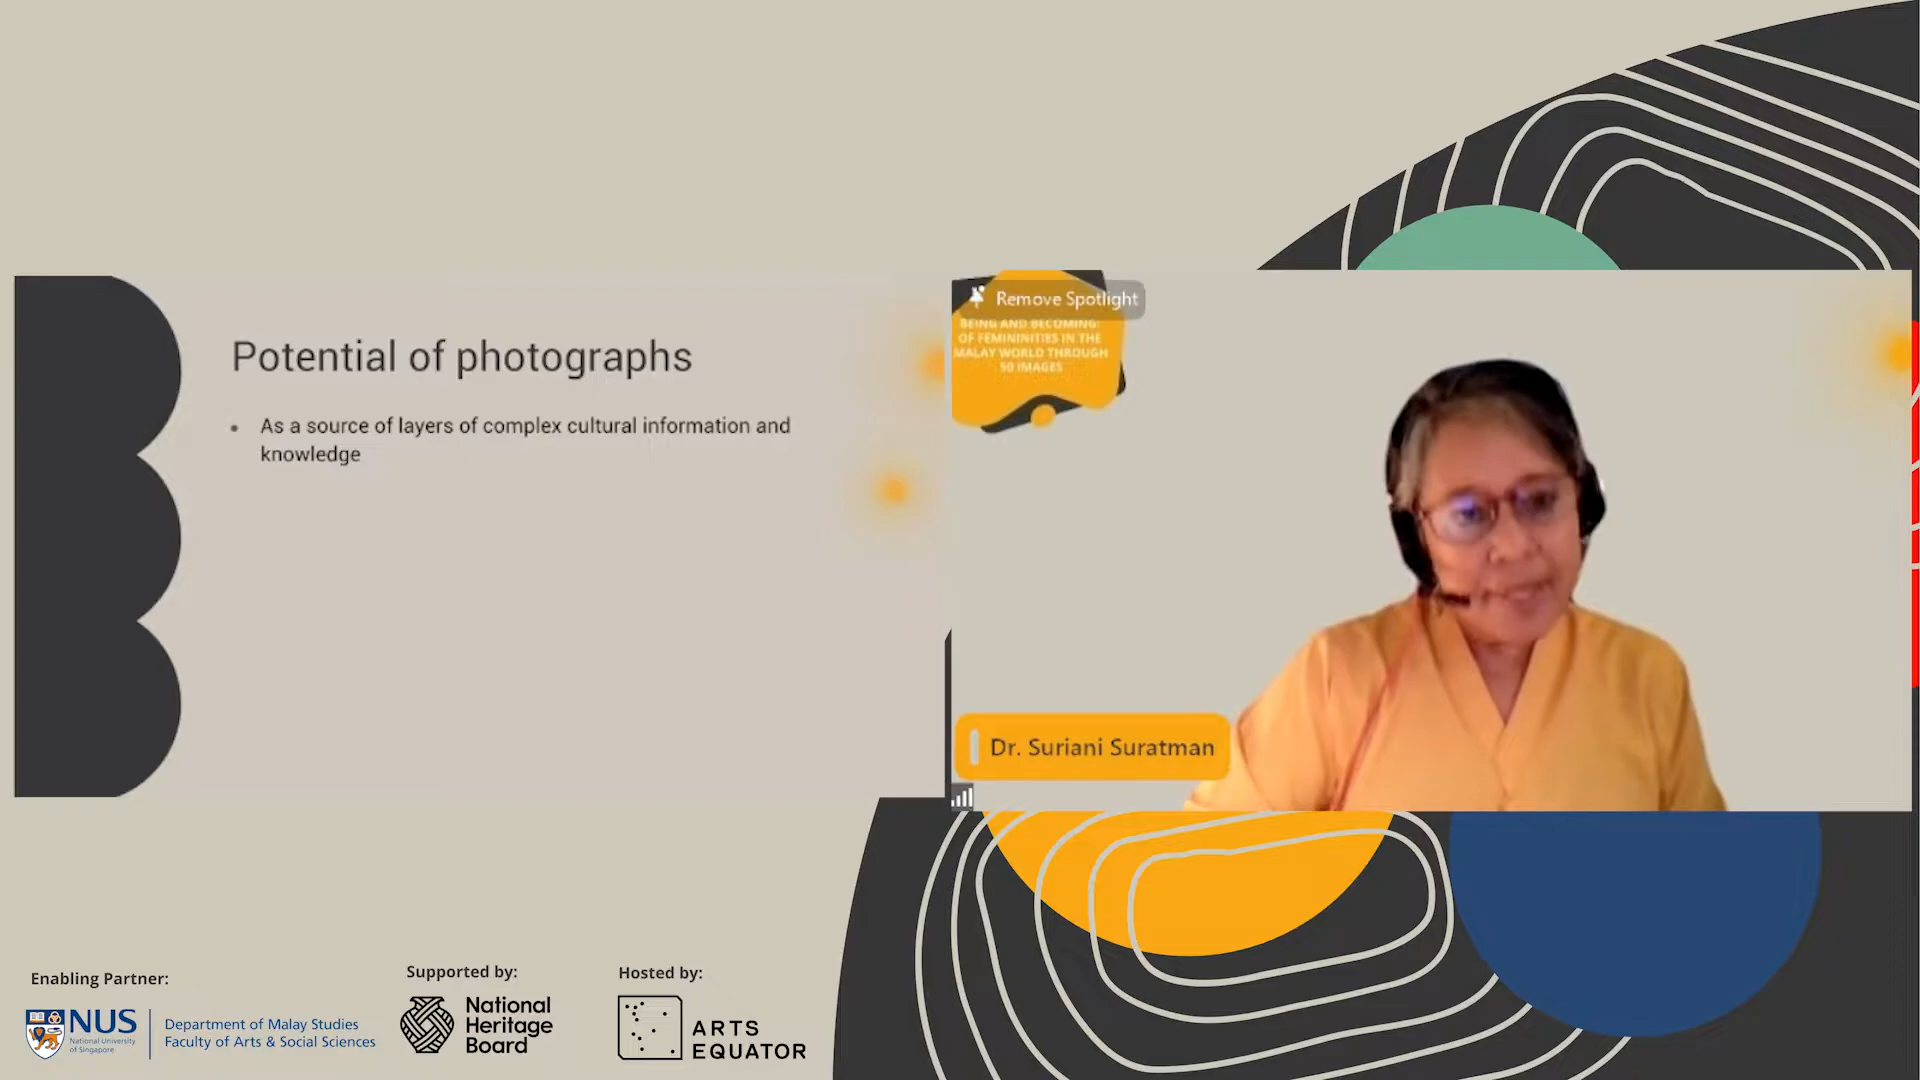 Potential of photographs
• As a source of layers of complex cultural information and
knowledge
Remove Spotlight
BEING AND BECOMING:
OF FEMININITIES IN THE
MALAY WORLD THROUGH
50 IMAGES
Dr. Suriani Suratman
Enabling Partner:
NUS
National University
of Singapore
Department of Malay Studies
Faculty of Arts & Social Sciences
Supported by:
National
Heritage
Board
Hosted by:
ARTS
EQUATOR